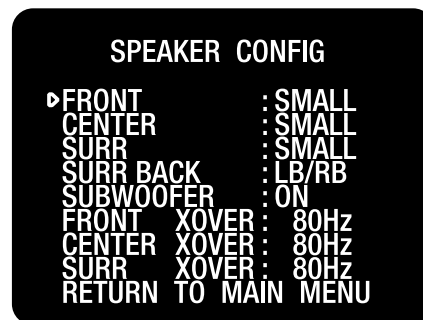 SPEAKER CONFIG
FRONT : SMALL
CENTER : SMALL
SURR : SMALL
SURR BACK : LB/RB
SUBWOOFER : ON
FRONT XOVER : 80Hz
CENTER XOVER : 80Hz
SURR XOVER : 80Hz
RETURN TO MAIN MENU